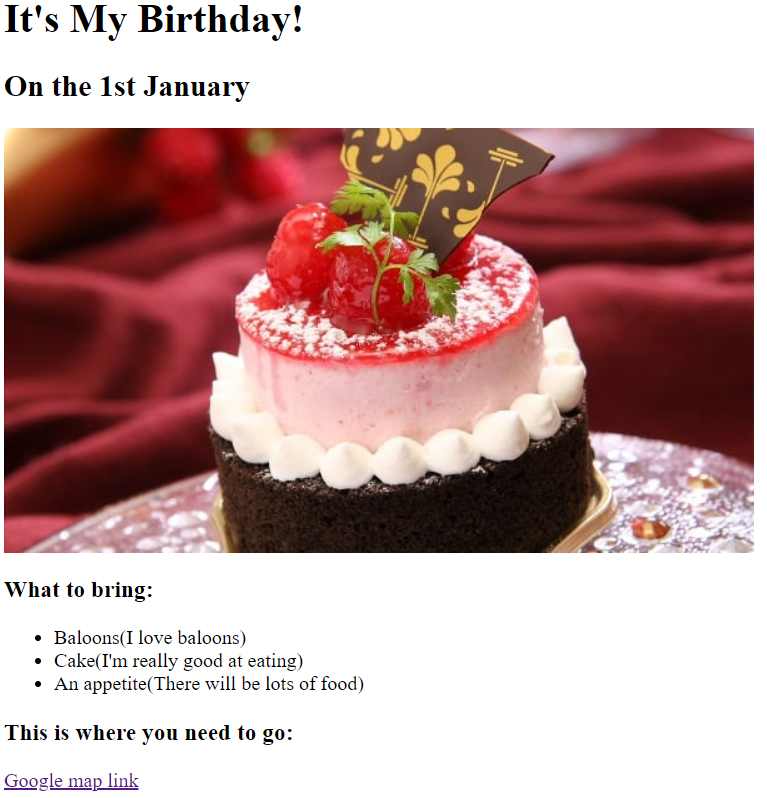 It's My Birthday!
On the 1st January
What to bring:
Baloons(I love baloons)
Cake(I'm really good at eating)
An appetite(There will be lots of food)
This is where you need to go:
Google map link